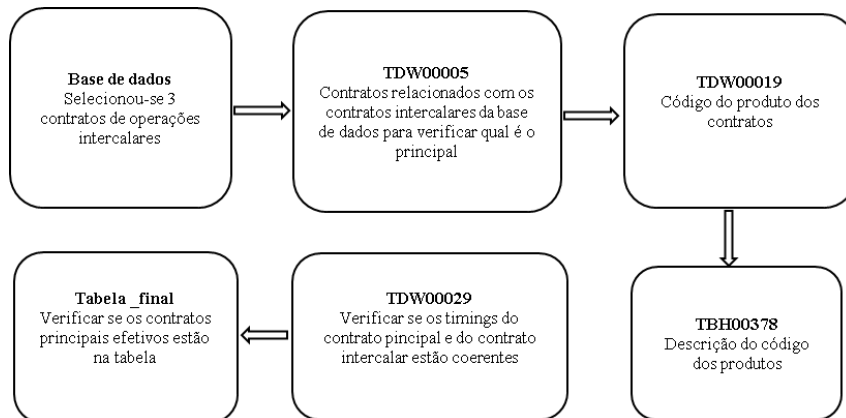 Base de dados
Selecionou-se 3
contratos de operações
intercalares
TDW00005
Contratos relacionados com os
contratos intercalares da base
de dados para verificar qual é o
principal
TDW00019
Código do produto dos
contratos
TBH00378
Descrição do código
dos produtos
TDW00029
Verificar se os timings do
contrato pincipal e do contrato
intercalar estão coerentes
Tabela _final
Verificar se os contratos
principais efetivos estão
na tabela